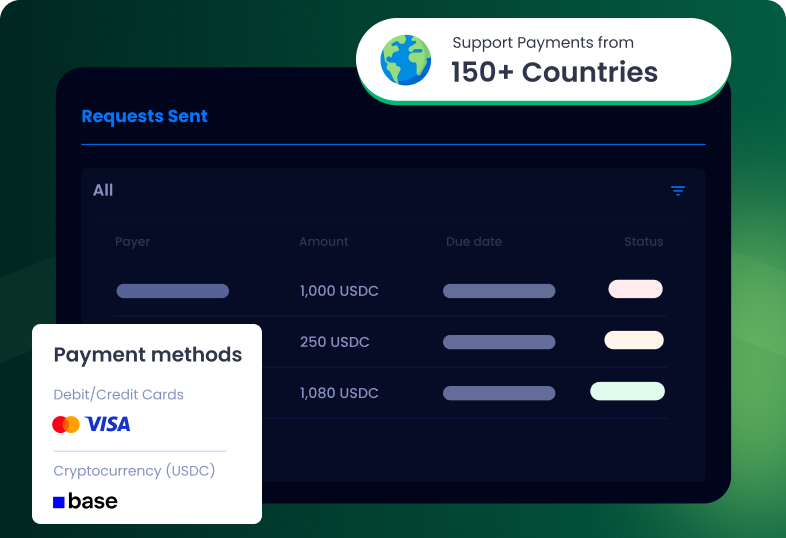 Support Payments from
150+ Countries
Requests Sent
All
Payer Amount Due date Status
1,000 USDC
250 USDC
1,080 USDC
Payment methods
Debit/Credit Cards
VISA
Cryptocurrency (USDC)
base